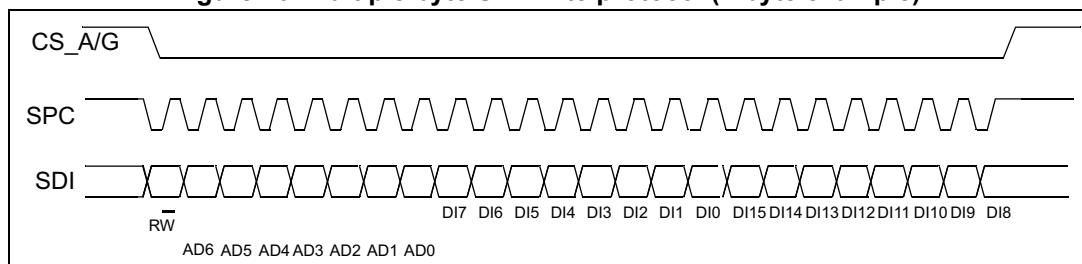 CS_A/G
SPC
SDI
RW
DI7 DI6 DI5 DI4 DI3 DI2 DI1 DI0 DI15 DI14 DI13 DI12 DI11 DI10 DI9 DI8
AD6 AD5 AD4 AD3 AD2 AD1 AD0